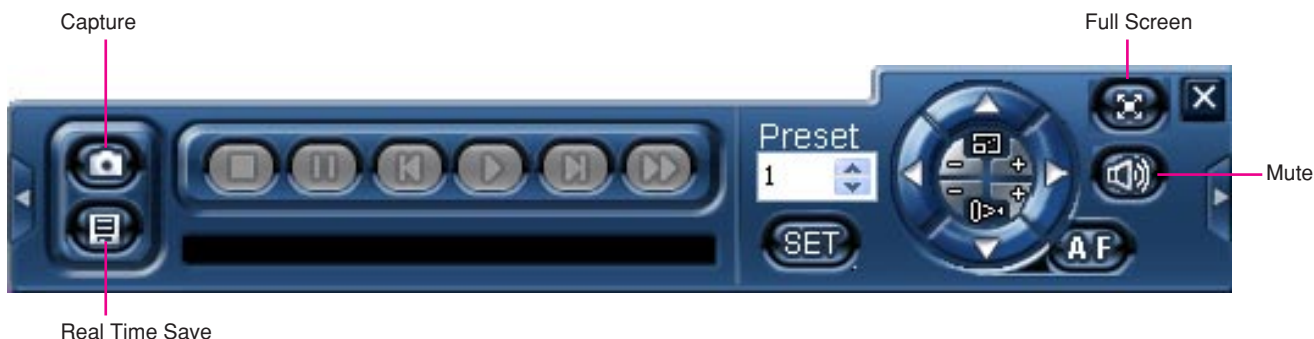 Capture
Full Screen
Preset
1
SET
AF
Mute
Real Time Save